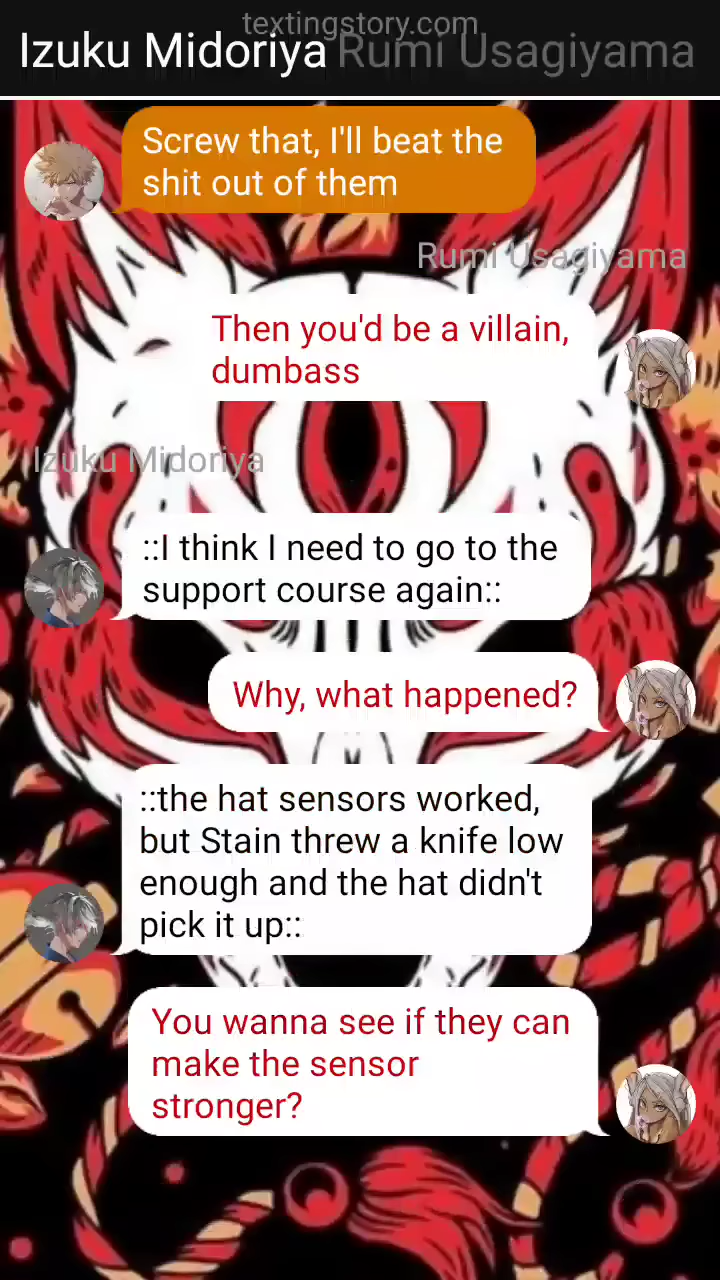 textingstory.com
Izuku Midoriya Rumi Usagiyama
Screw that, I'll beat the
shit out of them
Rumi Usagiyama
Then you'd be a villain,
dumbass
Izuku Midoriya
::I think I need to go to the
support course again::
Why, what happened?
::the hat sensors worked,
but Stain threw a knife low
enough and the hat didn't
pick it up::
You wanna see if they can
make the sensor
stronger?